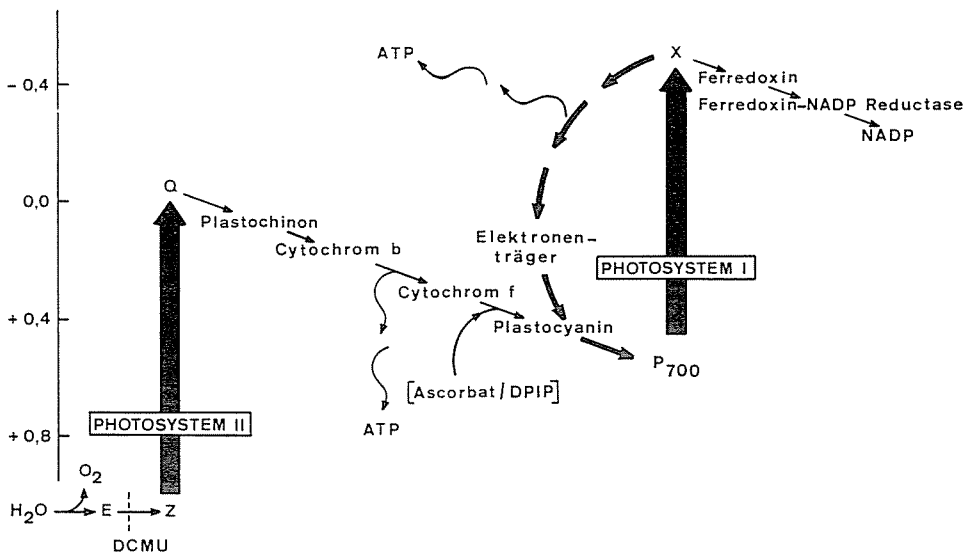 ATP
X
− 0.4
Ferredoxin
Ferredoxin–NADP Reductase
NADP
Q
0,0
Plastochinon
Cytochrom b
Elektronen-
träger
PHOTOSYSTEM I
Cytochrom f
+ 0,4
Plastocyanin
P700
[Ascorbat/DPIP]
PHOTOSYSTEM II
ATP
+ 0,8
O2
H2O E Z
DCMU